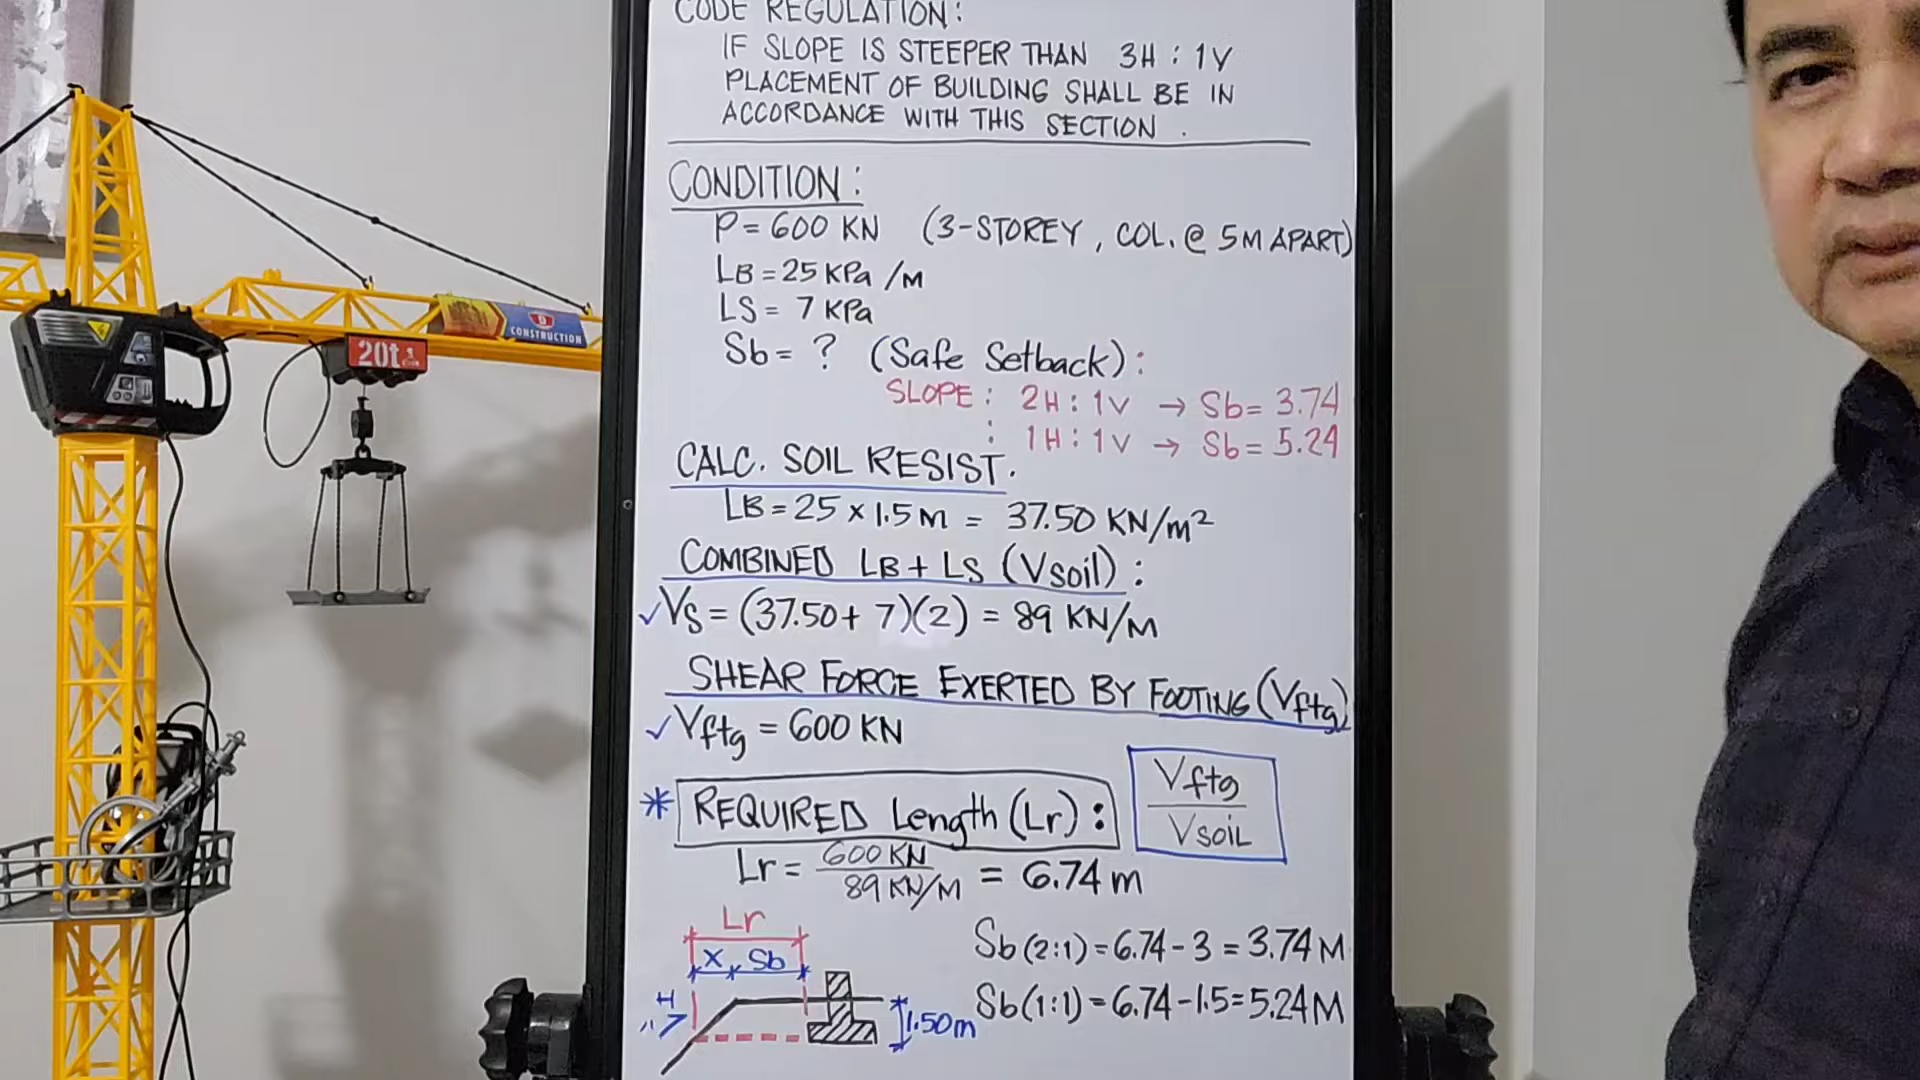 CODE REGULATION:
IF SLOPE IS STEEPER THAN 3H : 1V
PLACEMENT OF BUILDING SHALL BE IN
ACCORDANCE WITH THIS SECTION.
CONDITION:
P = 600 KN (3-STOREY, COL. @ 5M APART)
LB = 25 KPa /M
LS = 7 KPa
Sb = ? (Safe Setback):
SLOPE: 2H : 1V → Sb = 3.74
: 1H : 1V → Sb = 5.24
CALC. SOIL RESIST.
LB = 25 x 1.5M = 37.50 KN/m²
COMBINED LB + LS (Vsoil):
✓Vs = (37.50 + 7)(2) = 89 KN/M
SHEAR FORCE EXERTED BY FOOTING (Vftg)
✓Vftg = 600 KN
* REQUIRED Length (Lr):
Vftg
VsoiL
Lr = 600 KN / 89 KN/M = 6.74 m
Lr
x Sb
H
1.50m
Sb (2:1) = 6.74 - 3 = 3.74 M
Sb (1:1) = 6.74 - 1.5 = 5.24 M
CONSTRUCTION
20t